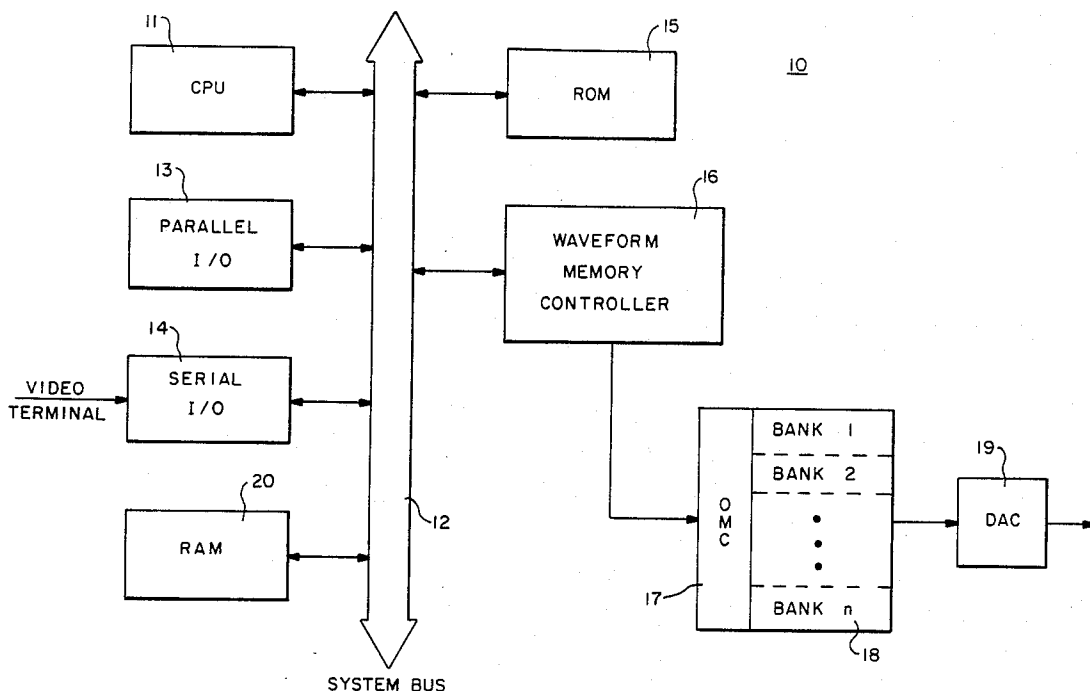 11
CPU
15
ROM
10
13
PARALLEL
I/O
16
WAVEFORM
MEMORY
CONTROLLER
14
SERIAL
I/O
VIDEO
TERMINAL
20
RAM
12
SYSTEM BUS
OMC
17
BANK 1
BANK 2
BANK n
18
19
DAC